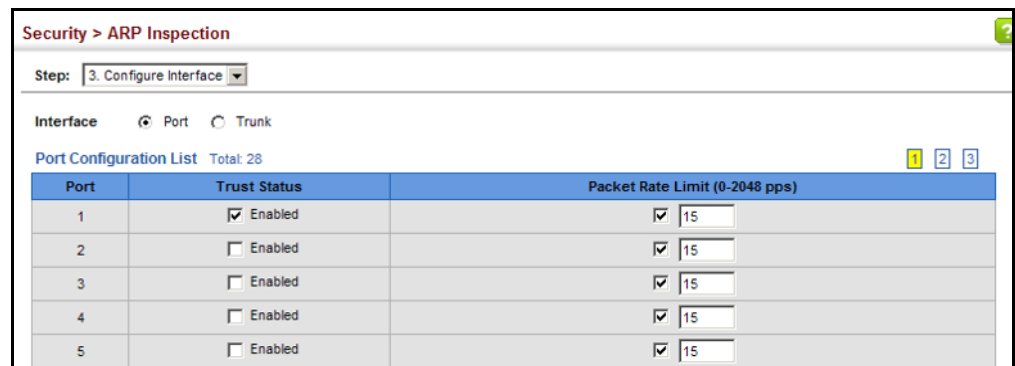 Security > ARP Inspection
?
Step: 3. Configure Interface
Interface Port Trunk
Port Configuration List Total: 28 1 2 3
Port Trust Status Packet Rate Limit (0-2048 pps)
1 Enabled 15
2 Enabled 15
3 Enabled 15
4 Enabled 15
5 Enabled 15